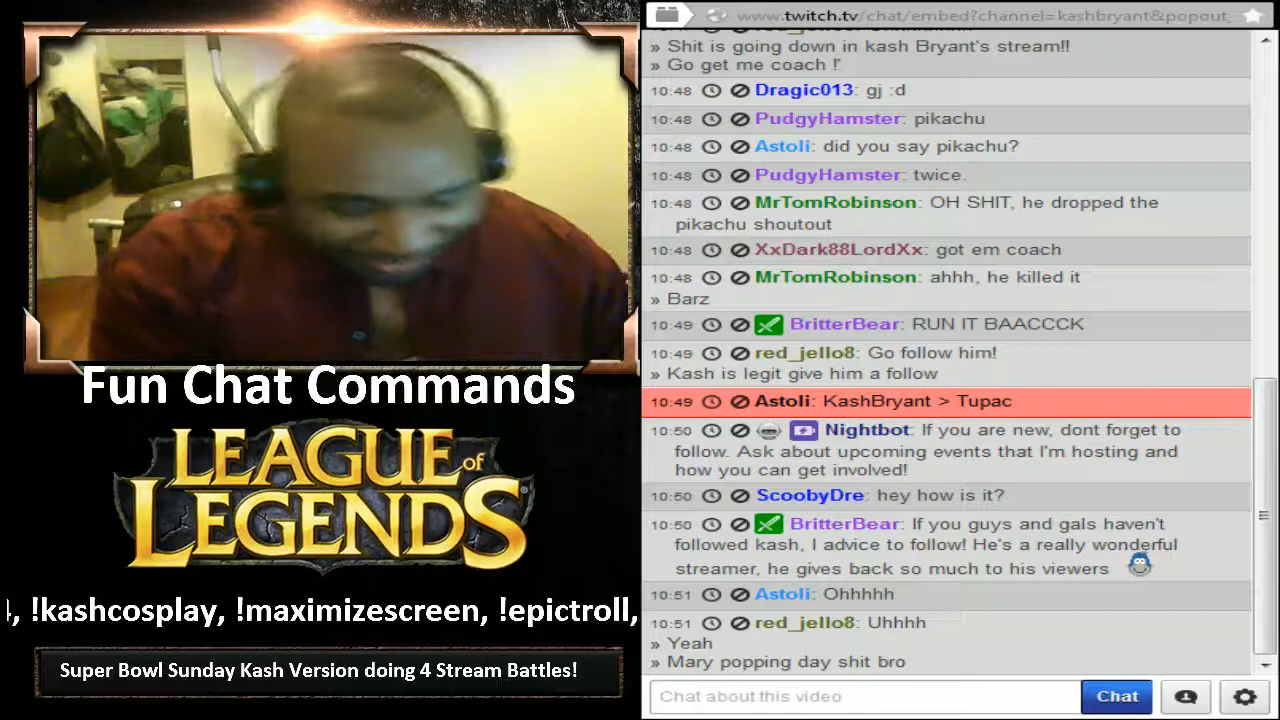 www.twitch.tv/chat/embed?channel=kashbryant&popout_
» Shit is going down in kash Bryant's stream!!
» Go get me coach !'
10:48 Dragic013: gj :d
10:48 PudgyHamster: pikachu
10:48 Astoli: did you say pikachu?
10:48 PudgyHamster: twice.
10:48 MrTomRobinson: OH SHIT, he dropped the
pikachu shoutout
10:48 XxDark88LordXx: got em coach
10:48 MrTomRobinson: ahhh, he killed it
» Barz
10:49 BritterBear: RUN IT BAACCCK
10:49 red_jello8: Go follow him!
» Kash is legit give him a follow
10:49 Astoli: KashBryant > Tupac
10:50 Nightbot: If you are new, dont forget to
follow. Ask about upcoming events that I'm hosting and
how you can get involved!
10:50 ScoobyDre: hey how is it?
10:50 BritterBear: If you guys and gals haven't
followed kash, I advice to follow! He's a really wonderful
streamer, he gives back so much to his viewers
10:51 Astoli: Ohhhhh
10:51 red_jello8: Uhhhh
» Yeah
» Mary popping day shit bro
Chat about this video
Chat
Fun Chat Commands
LEAGUE of
LEGENDS®
, !kashcosplay, !maximizescreen, !epictroll,
Super Bowl Sunday Kash Version doing 4 Stream Battles!